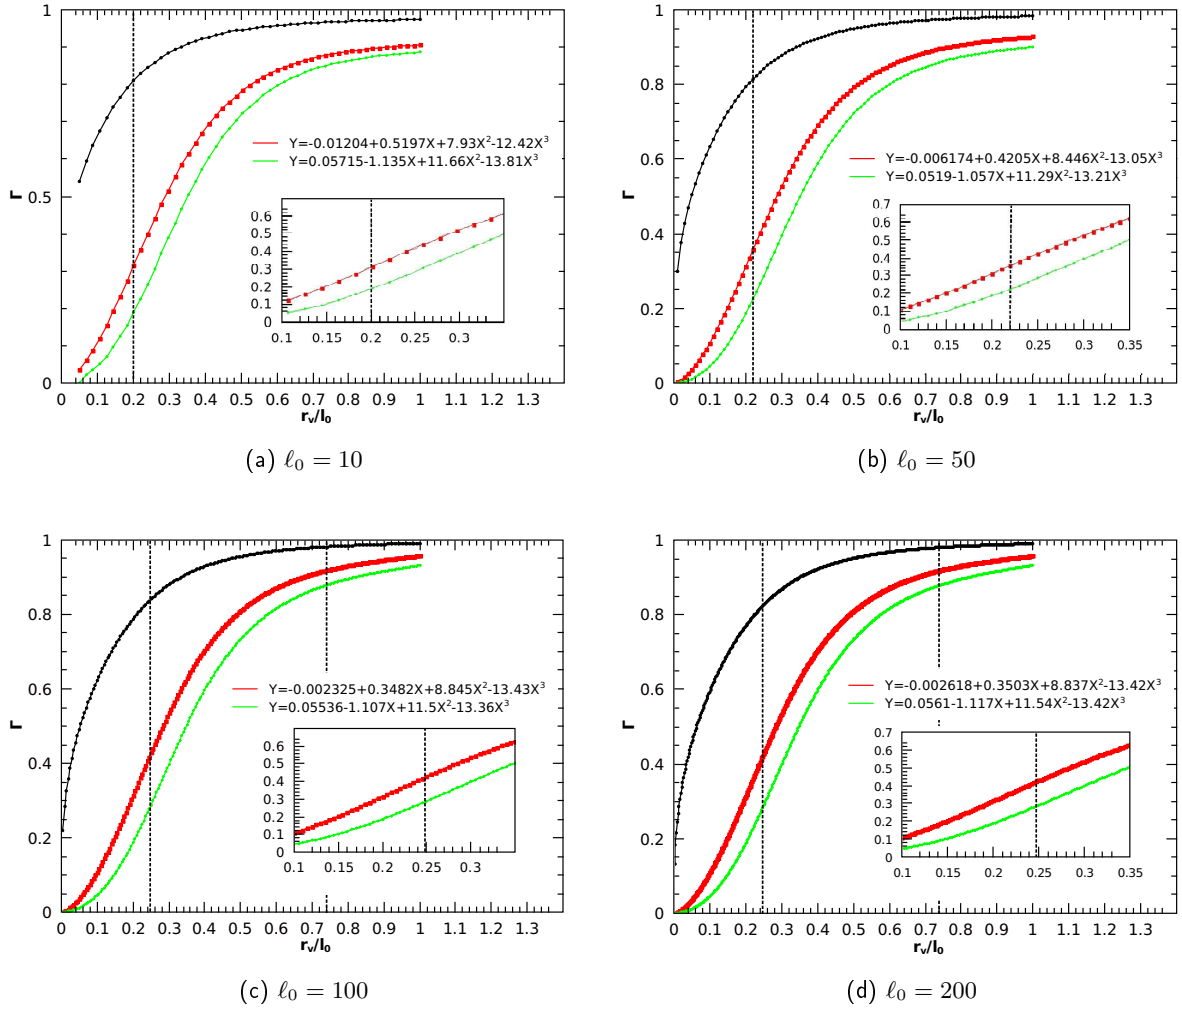 1
0.5
0
Γ
Y=-0.01204+0.5197X+7.93X²-12.42X³
Y=0.05715-1.135X+11.66X²-13.81X³
0.6
0.5
0.4
0.3
0.2
0.1
0
0.1 0.2 0.3
0 0.1 0.2 0.3 0.4 0.5 0.6 0.7 0.8 0.9 1 1.1 1.2 1.3
rᵥ/l₀
(a) ℓ₀ = 10
1
0.8
0.6
0.4
0.2
0
Γ
Y=-0.006174+0.4205X+8.446X²-13.05X³
Y=0.0519-1.057X+11.29X²-13.21X³
0.7
0.6
0.5
0.4
0.3
0.2
0.1
0
0.1 0.15 0.2 0.25 0.3 0.35
0 0.1 0.2 0.3 0.4 0.5 0.6 0.7 0.8 0.9 1 1.1 1.2 1.3
rᵥ/l₀
(b) ℓ₀ = 50
1
0.8
0.6
0.4
0.2
0
Γ
Y=-0.002325+0.3482X+8.845X²-13.43X³
Y=0.05536-1.107X+11.5X²-13.36X³
0.6
0.5
0.4
0.3
0.2
0.1
0
0.1 0.15 0.2 0.25 0.3
0 0.1 0.2 0.3 0.4 0.5 0.6 0.7 0.8 0.9 1 1.1 1.2 1.3
rᵥ/l₀
(c) ℓ₀ = 100
1
0.8
0.6
0.4
0.2
0
Γ
Y=-0.002618+0.3503X+8.837X²-13.42X³
Y=0.0561-1.117X+11.54X²-13.42X³
0.7
0.6
0.5
0.4
0.3
0.2
0.1
0
0.1 0.15 0.2 0.25 0.3 0.35
0 0.1 0.2 0.3 0.4 0.5 0.6 0.7 0.8 0.9 1 1.1 1.2 1.3
rᵥ/l₀
(d) ℓ₀ = 200